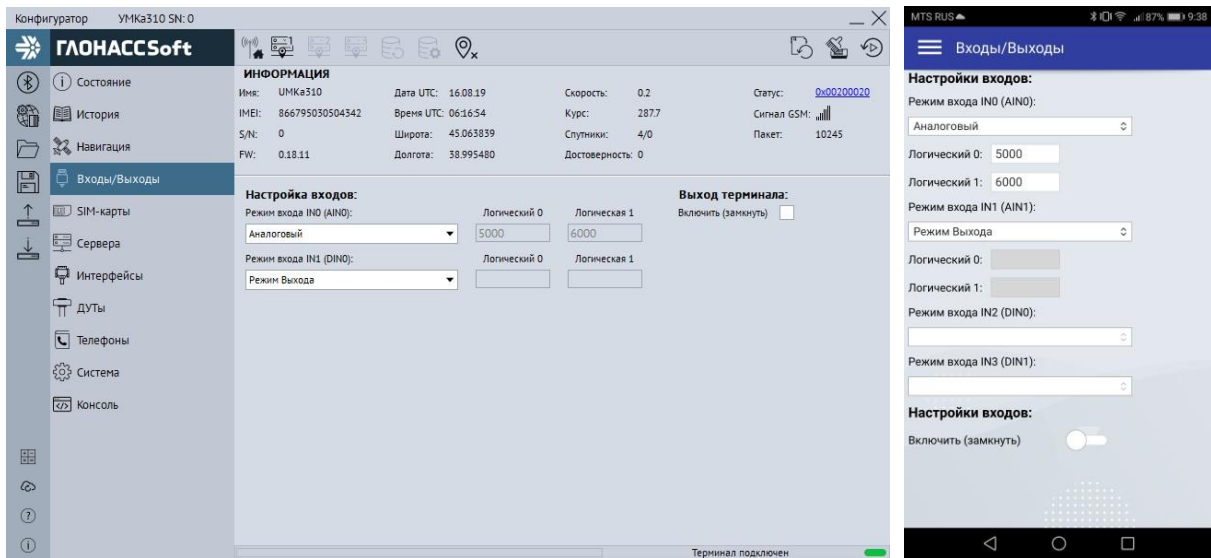 Конфигуратор УМКа310 SN: 0
ГЛОНАССSoft
Состояние
История
Навигация
Входы/Выходы
SIM-карты
Сервера
Интерфейсы
ДУТы
Телефоны
Система
Консоль
ИНФОРМАЦИЯ
Имя: UMKa310 Дата UTC: 16.08.19 Скорость: 0.2 Статус: 0x00200020
IMEI: 866795030504342 Время UTC: 06:16:54 Курс: 287.7 Сигнал GSM:
S/N: 0 Широта: 45.063839 Спутники: 4/0 Пакет: 10245
FW: 0.18.11 Долгота: 38.995480 Достоверность: 0
Настройка входов: Выход терминала:
Режим входа IN0 (AIN0): Логический 0 Логическая 1 Включить (замкнуть)
Аналоговый 5000 6000
Режим входа IN1 (DIN0): Логический 0 Логическая 1
Режим Выхода
Терминал подключен
MTS RUS 87% 9:38
Входы/Выходы
Настройки входов:
Режим входа IN0 (AIN0):
Аналоговый
Логический 0: 5000
Логический 1: 6000
Режим входа IN1 (AIN1):
Режим Выхода
Логический 0:
Логический 1:
Режим входа IN2 (DIN0):
Режим входа IN3 (DIN1):
Настройки входов:
Включить (замкнуть)